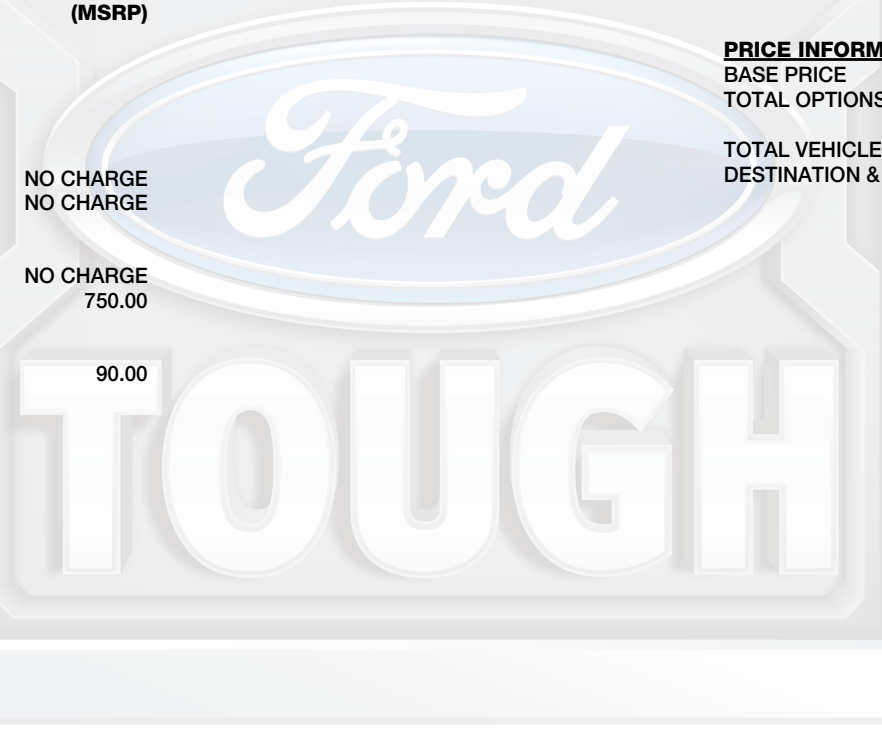 (MSRP)
NO CHARGE
NO CHARGE
NO CHARGE
750.00
90.00
PRICE INFORM
BASE PRICE
TOTAL OPTIONS
TOTAL VEHICLE
DESTINATION &
Ford
TOUGH